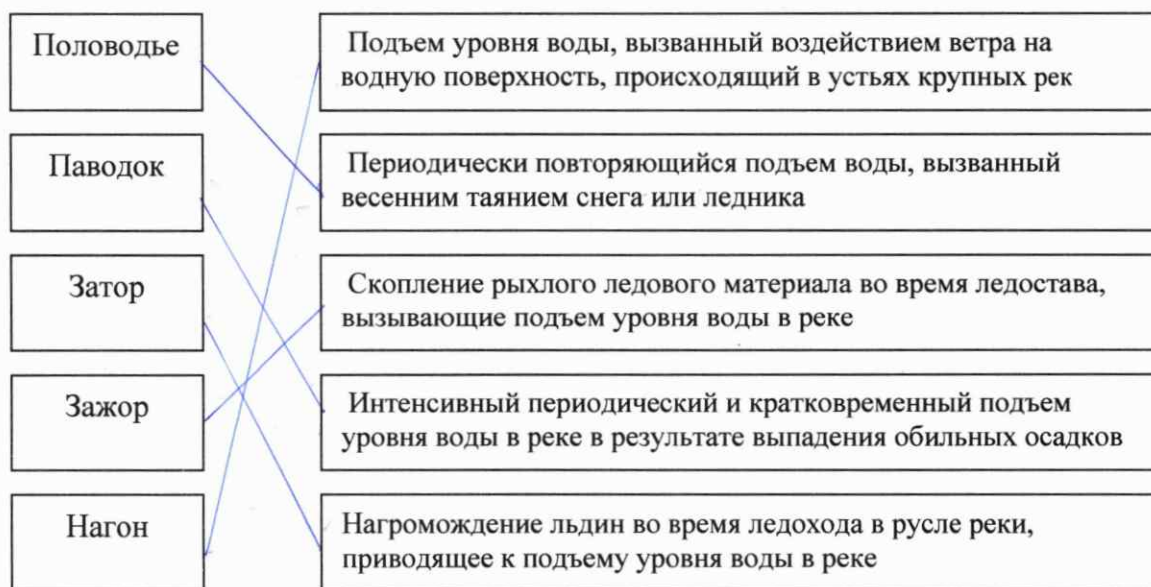 Половодье
Подъем уровня воды, вызванный воздействием ветра на
водную поверхность, происходящий в устьях крупных рек
Паводок
Периодически повторяющийся подъем воды, вызванный
весенним таянием снега или ледника
Затор
Скопление рыхлого ледового материала во время ледостава,
вызывающие подъем уровня воды в реке
Зажор
Интенсивный периодический и кратковременный подъем
уровня воды в реке в результате выпадения обильных осадков
Нагон
Нагромождение льдин во время ледохода в русле реки,
приводящее к подъему уровня воды в реке